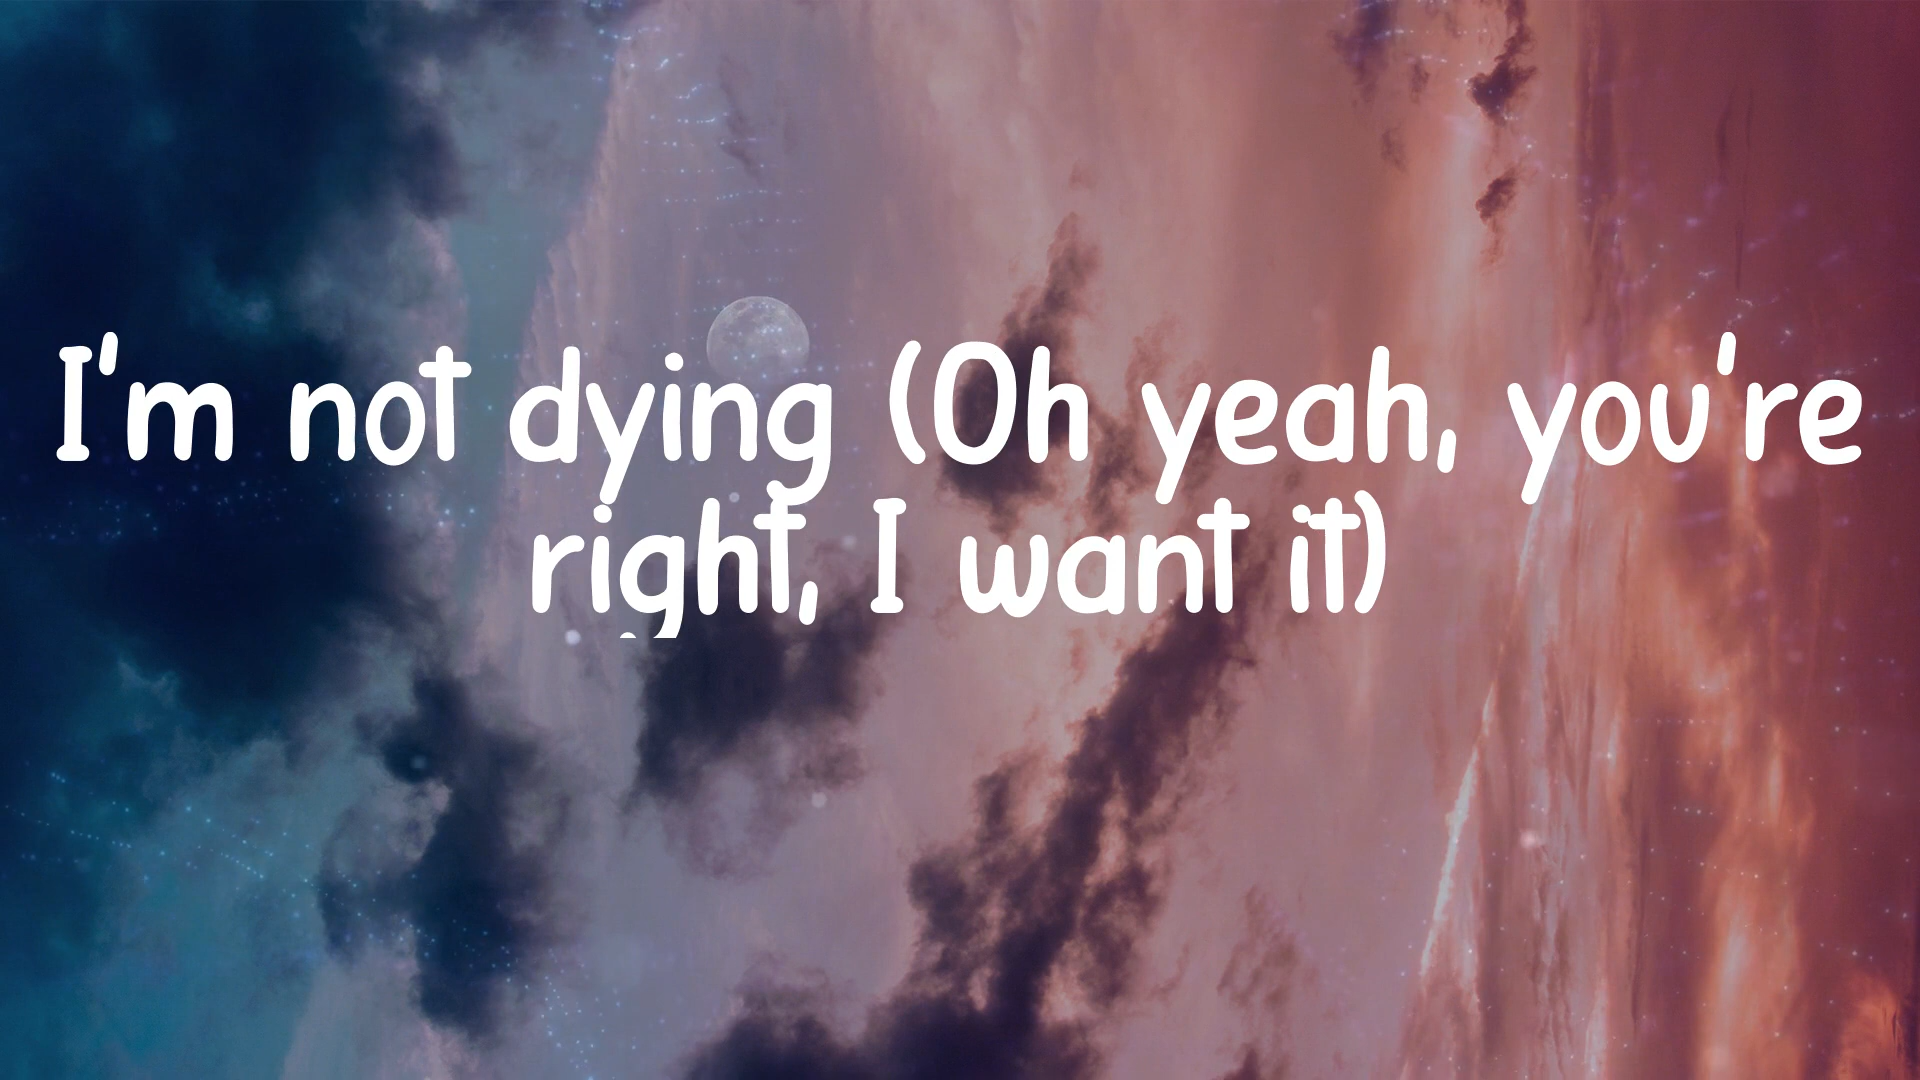 I'm not dying (Oh yeah, you're
right, I want it)